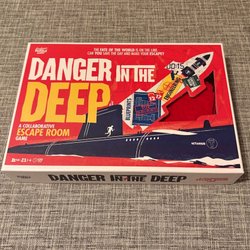 THE FATE OF THE WORLD IS ON THE LINE.
CAN YOU SAVE THE DAY AND MAKE YOUR ESCAPE?
DANGER IN THE
DEEP
BLUEPRINTS
A COLLABORATIVE
ESCAPE ROOM
GAME
DANGER IN THE DEEP